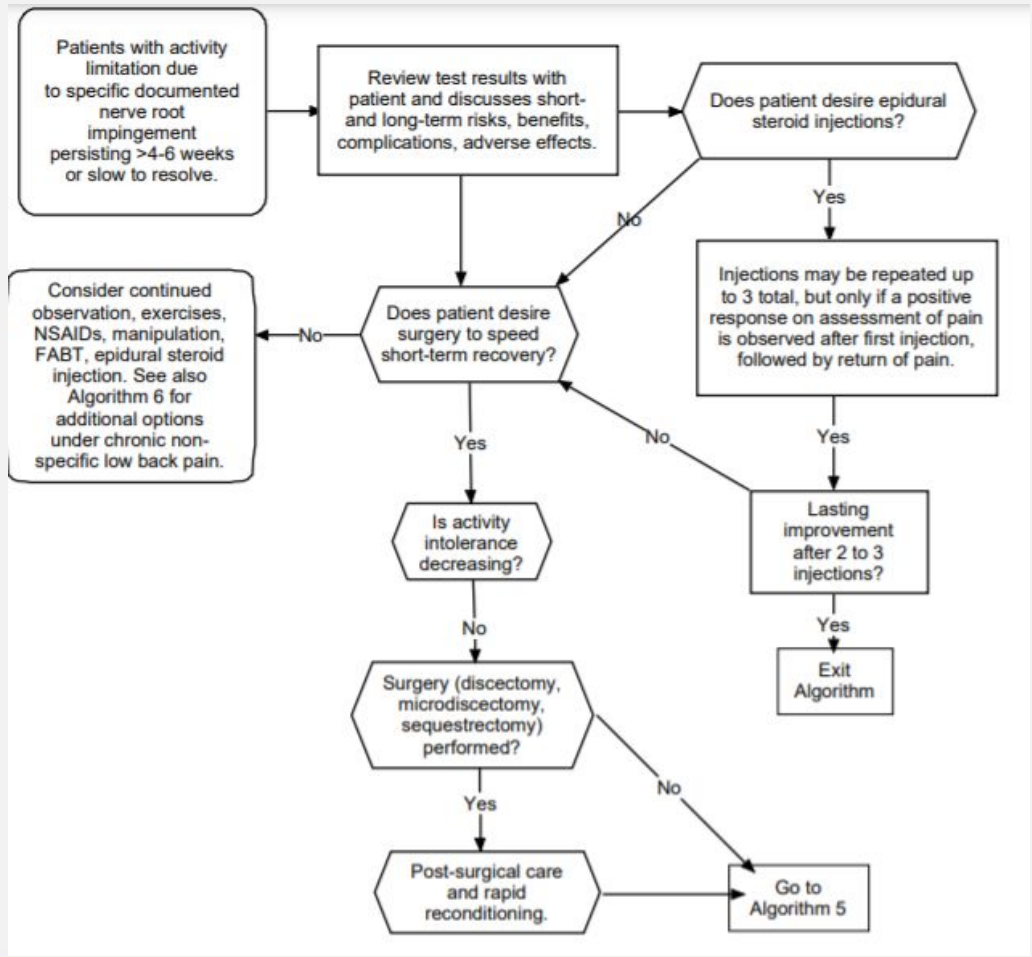 Patients with activity
limitation due
to specific documented
nerve root
impingement
persisting >4-6 weeks
or slow to resolve.
Review test results with
patient and discusses short-
and long-term risks, benefits,
complications, adverse effects.
Does patient desire epidural
steroid injections?
No
Yes
Consider continued
observation, exercises,
NSAIDs, manipulation,
FABT, epidural steroid
injection. See also
Algorithm 6 for
additional options
under chronic non-
specific low back pain.
No
Does patient desire
surgery to speed
short-term recovery?
Injections may be repeated up
to 3 total, but only if a positive
response on assessment of pain
is observed after first injection,
followed by return of pain.
Yes
No
Yes
Is activity
intolerance
decreasing?
Lasting
improvement
after 2 to 3
injections?
No
Yes
Surgery (discectomy,
microdiscectomy,
sequestrectomy)
performed?
Exit
Algorithm
Yes
No
Post-surgical care
and rapid
reconditioning.
Go to
Algorithm 5